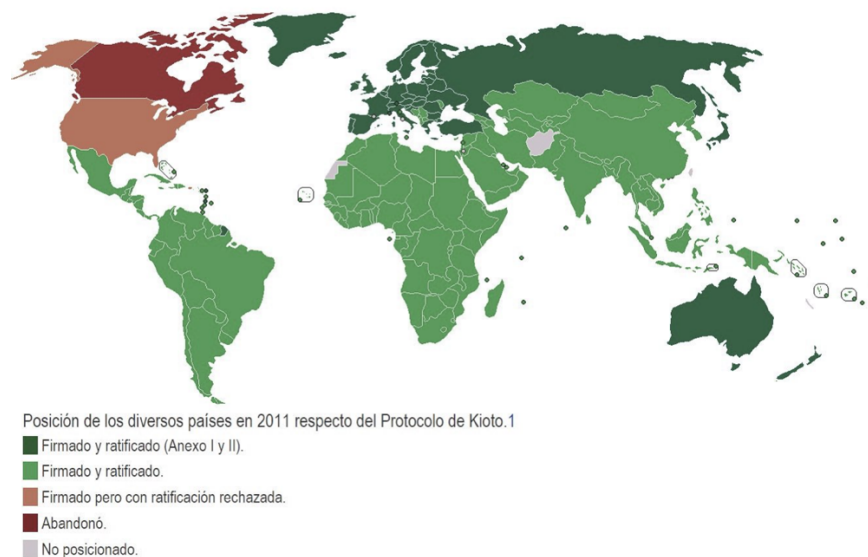 Posición de los diversos países en 2011 respecto del Protocolo de Kioto.1
Firmado y ratificado (Anexo I y II).
Firmado y ratificado.
Firmado pero con ratificación rechazada.
Abandonó.
No posicionado.